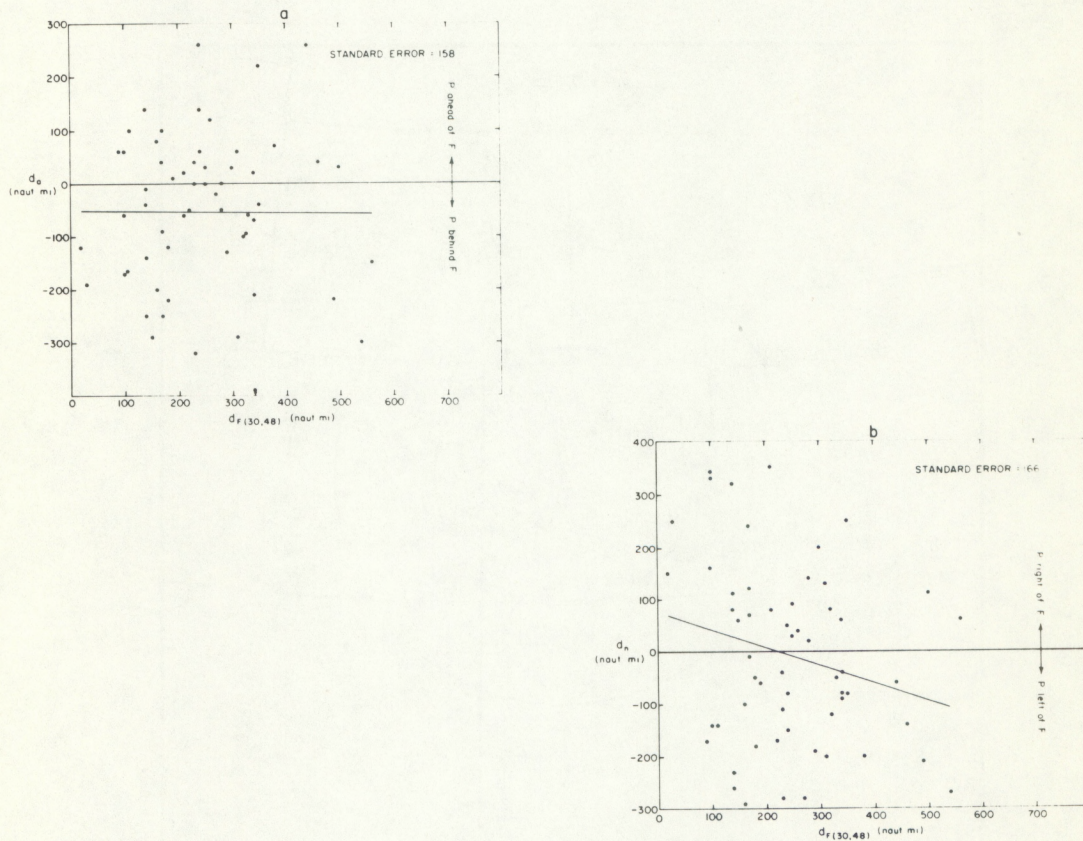 a
STANDARD ERROR = 158
300
200
100
0
-100
-200
-300
d_a
(naut mi)
P ahead of F
P behind F
0 100 200 300 400 500 600 700
d_F(30,48) (naut mi)
b
STANDARD ERROR = 166
400
300
200
100
0
-100
-200
-300
d_n
(naut mi)
P right of F
P left of F
0 100 200 300 400 500 600 700
d_F(30,48) (naut mi)